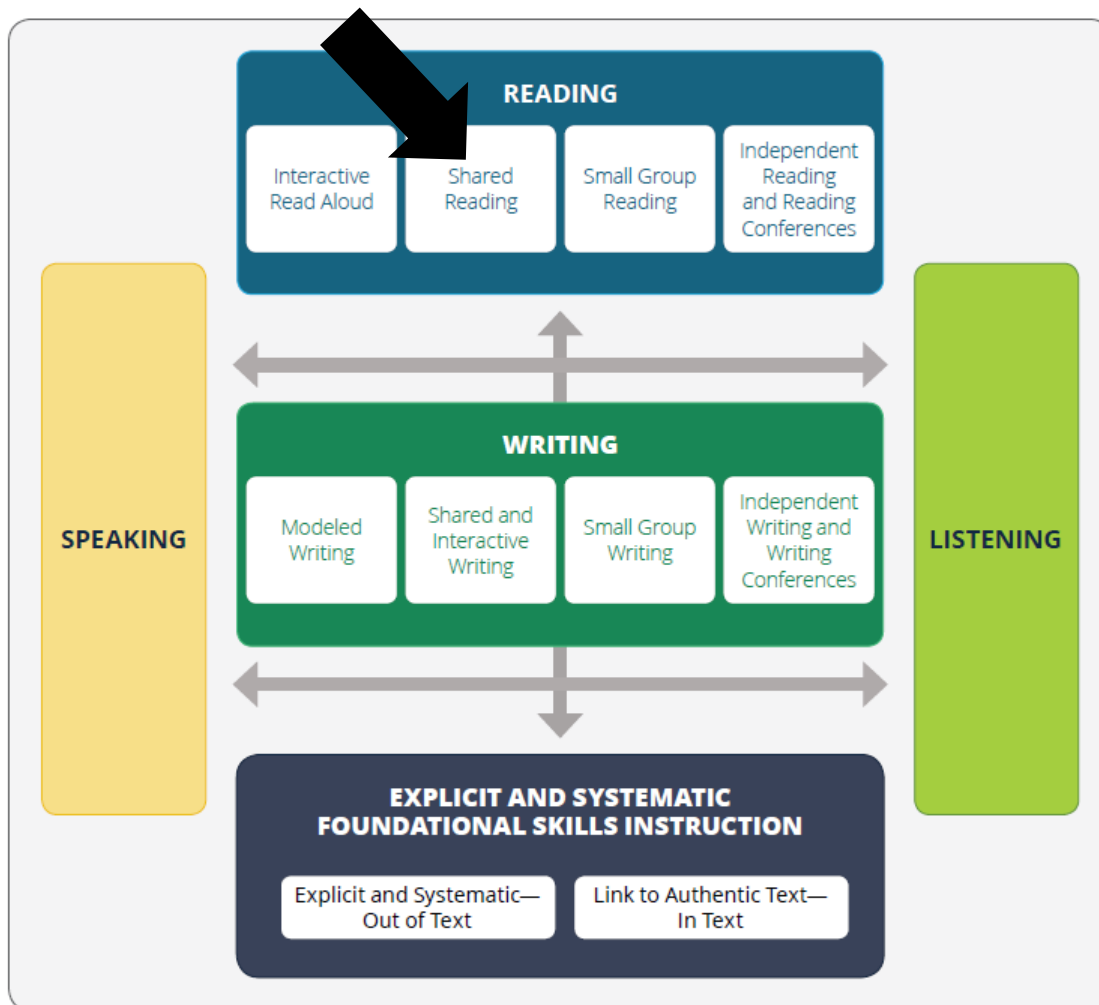 READING
Interactive
Read Aloud
Shared
Reading
Small Group
Reading
Independent
Reading
and Reading
Conferences
SPEAKING
WRITING
Modeled
Writing
Shared and
Interactive
Writing
Small Group
Writing
Independent
Writing and
Writing
Conferences
LISTENING
EXPLICIT AND SYSTEMATIC
FOUNDATIONAL SKILLS INSTRUCTION
Explicit and Systematic—
Out of Text
Link to Authentic Text—
In Text